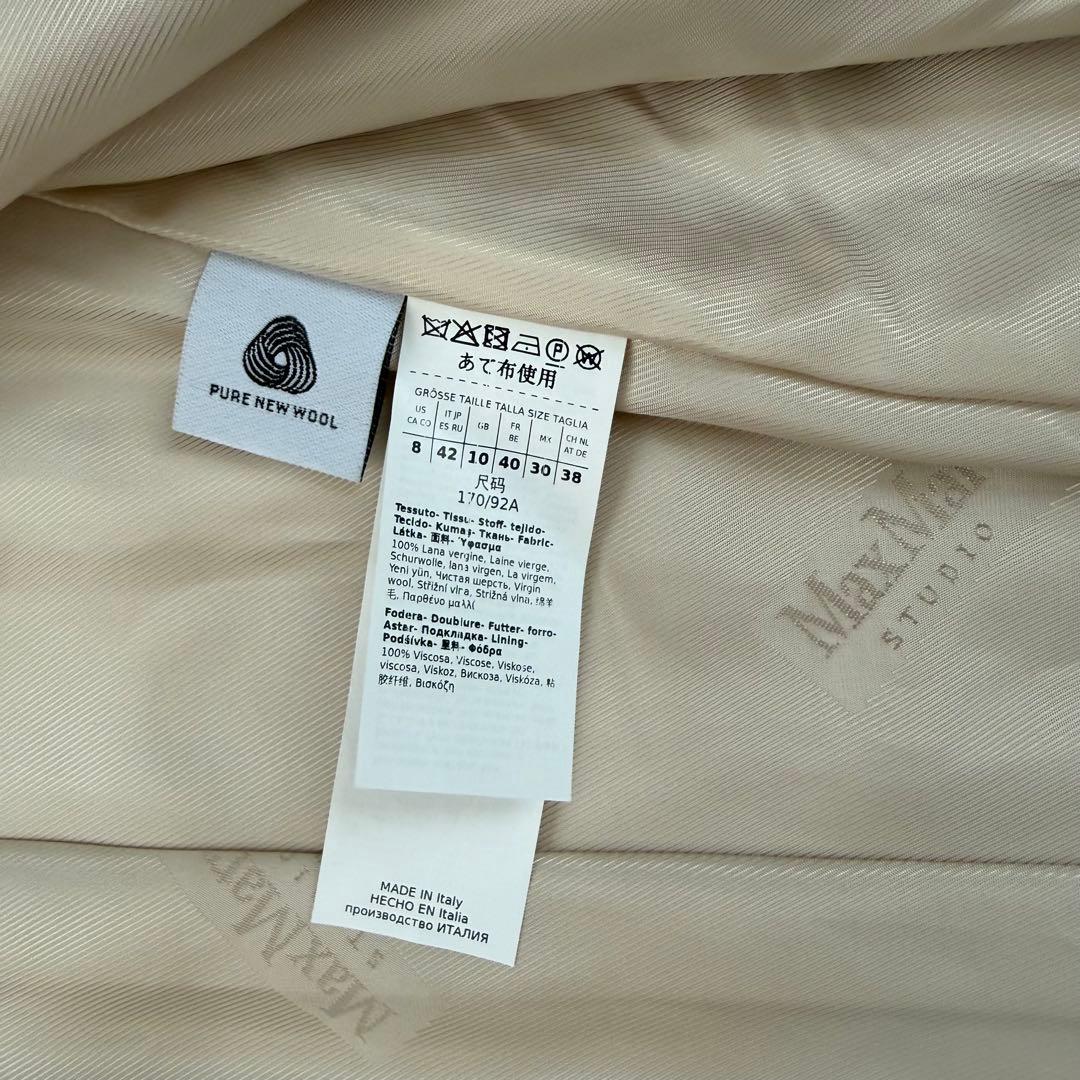 PURE NEW WOOL
P W
あて布使用
GRÖSSE TAILLE TALLA SIZE TAGLIA
US CA CO
IT JP ES RU
GB
FR BE
MX
CH NL AT DE
8 42 10 40 30 38
尺码
170/92A
Tessuto- Tissu- Stoff- tejido-
Tecido- Kumaş- Ткань- Fabric-
Látka- 面料- Ύφασμα
100% Lana vergine, Laine vierge,
Schurwolle, lana virgen, La virgem,
Yeni yün, Чистая шерсть, Virgin
wool, Střižní vlna, Strižná vlna, 绵羊
毛, Παρθένο μαλλί
Fodera- Doublure- Futter- forro-
Astar- Подкладка- Lining-
Podšívka- 里料- Φόδρα
100% Viscosa, Viscose, Viskose,
viscosa, Viskoz, Вискоза, Viskóza, 粘
胶纤维, Βισκόζη
MADE IN Italy
HECHO EN Italia
производство ИТАЛИЯ
MaxMar
STUDIO
MaxMar